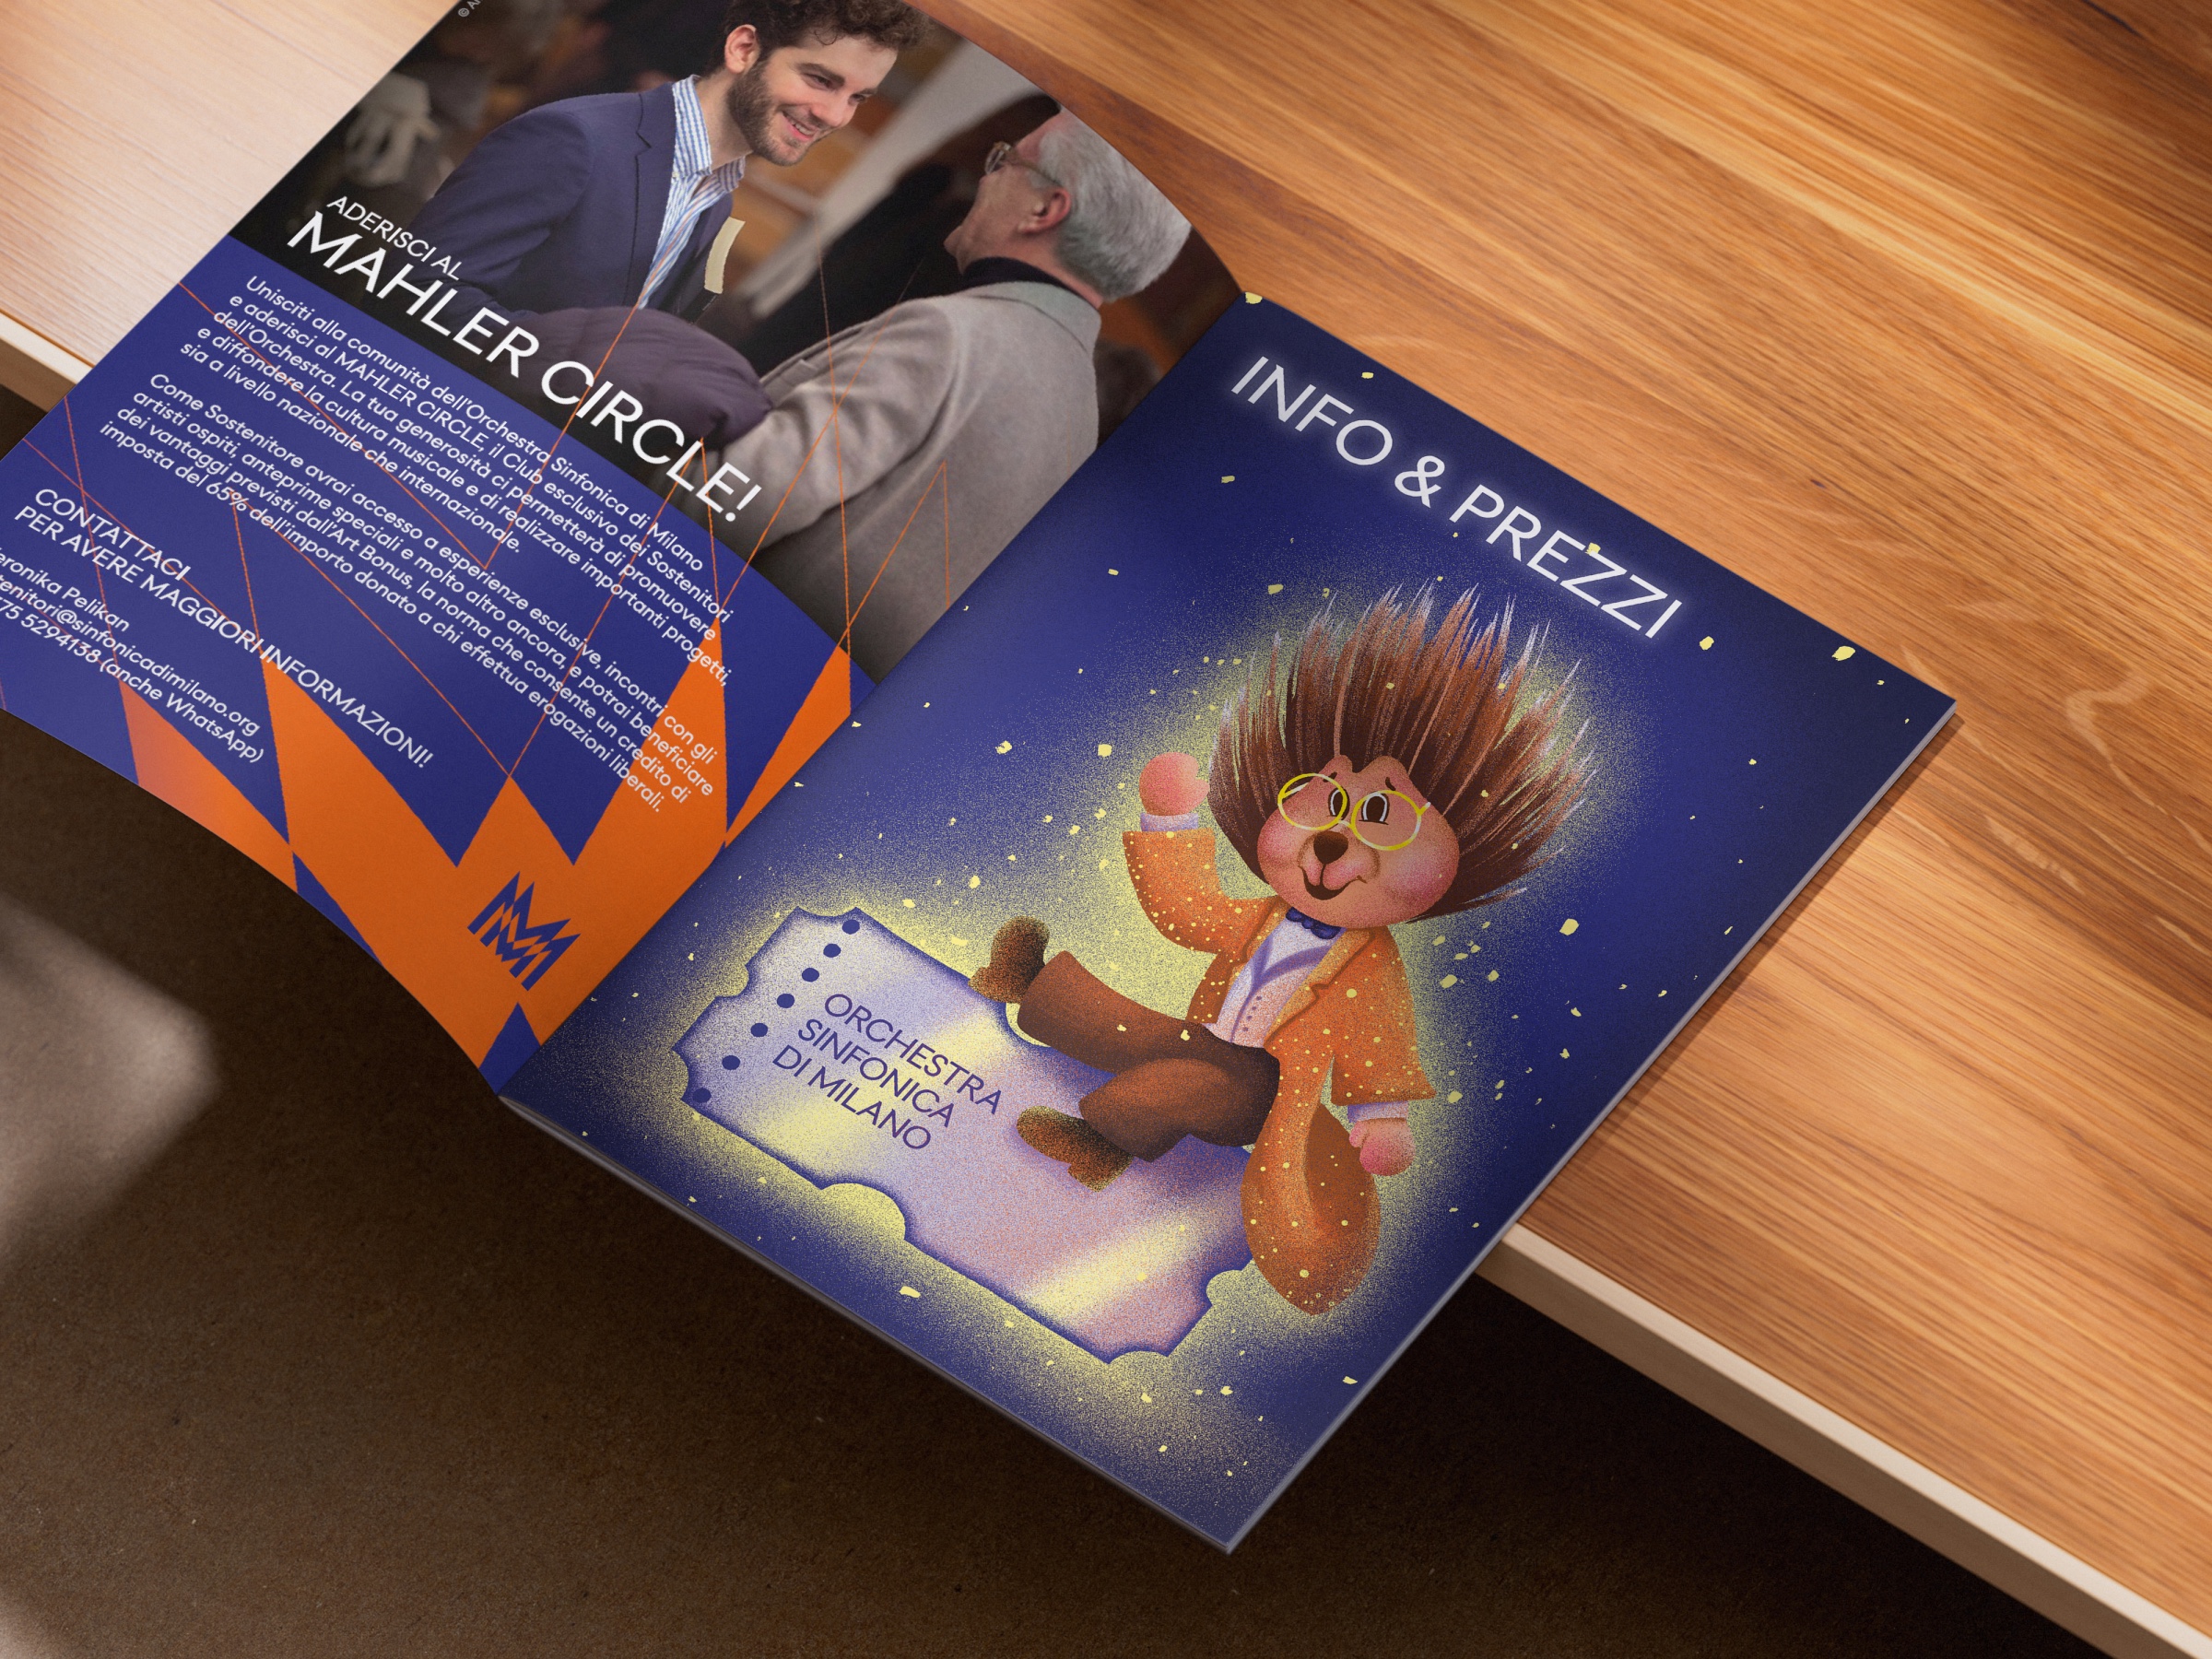 ADERISCI AL
MAHLER CIRCLE!
Unisciti alla comunità dell'Orchestra Sinfonica di Milano
e aderisci al MAHLER CIRCLE, il Club esclusivo dei Sostenitori
dell'Orchestra. La tua generosità ci permetterà di promuovere
e diffondere la cultura musicale e di realizzare importanti progetti,
sia a livello nazionale che internazionale.
Come Sostenitore avrai accesso a esperienze esclusive, incontri con gli
artisti ospiti, anteprime speciali e molto altro ancora, e potrai beneficiare
dei vantaggi previsti dall'Art Bonus, la norma che consente un credito di
imposta del 65% dell'importo donato a chi effettua erogazioni liberali.
CONTATTACI
PER AVERE MAGGIORI INFORMAZIONI!
eronika Pelikan
tenitori@sinfonicadimilano.org
75 5294138 (anche WhatsApp)
INFO & PREZZI
ORCHESTRA
SINFONICA
DI MILANO